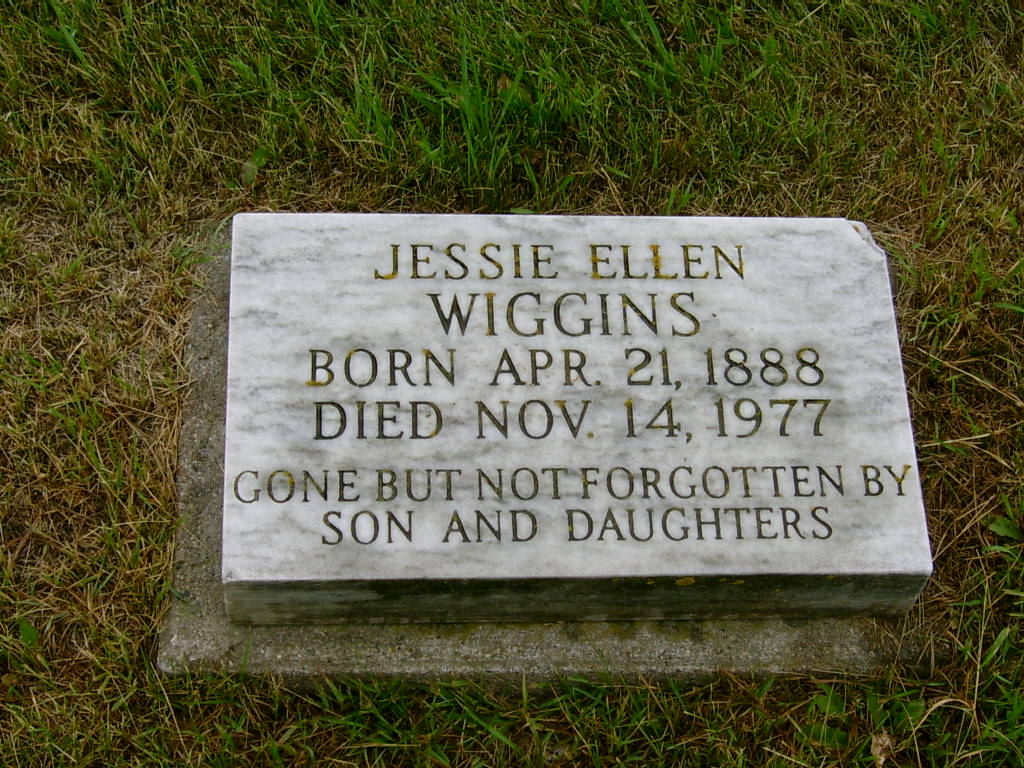 JESSIE ELLEN
WIGGINS
BORN APR. 21, 1888
DIED NOV. 14, 1977
GONE BUT NOT FORGOTTEN BY
SON AND DAUGHTERS